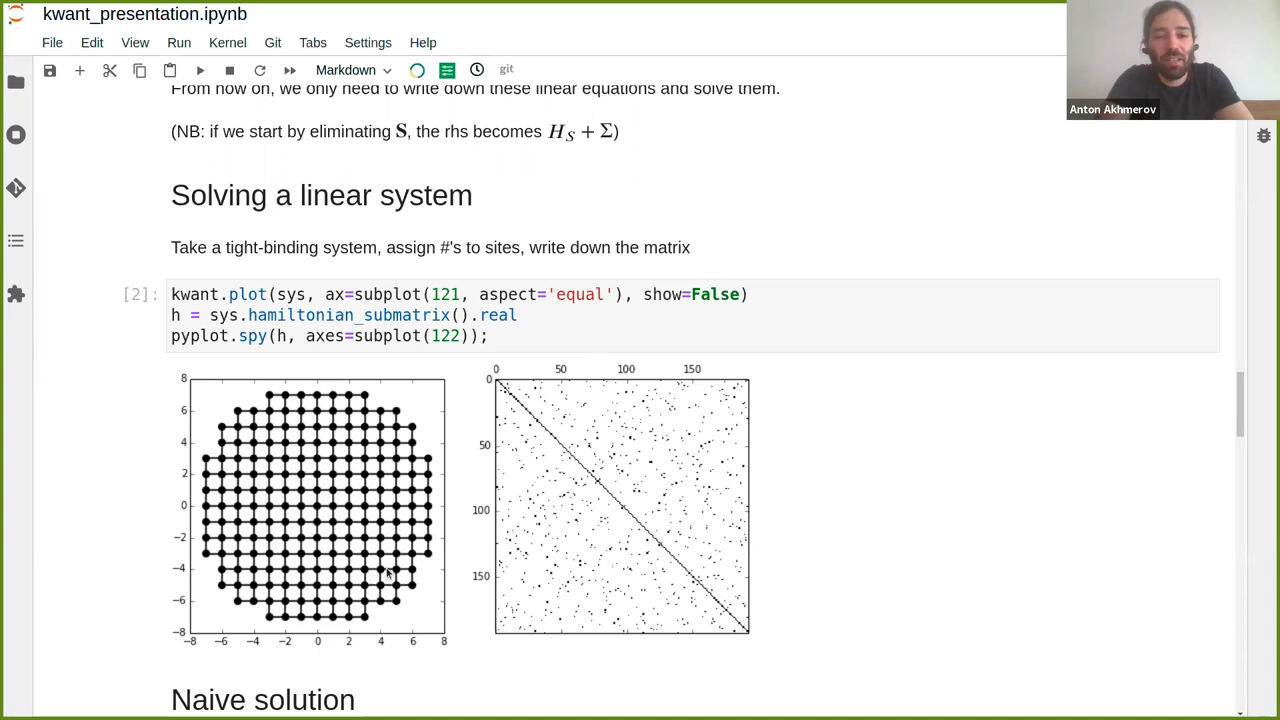 kwant_presentation.ipynb
File Edit View Run Kernel Git Tabs Settings Help
Markdown git
Anton Akhmerov
From now on, we only need to write down these linear equations and solve them.
(NB: if we start by eliminating S, the rhs becomes H_S + Σ)
Solving a linear system
Take a tight-binding system, assign #'s to sites, write down the matrix
[2]: kwant.plot(sys, ax=subplot(121, aspect='equal'), show=False)
h = sys.hamiltonian_submatrix().real
pyplot.spy(h, axes=subplot(122));
8
6
4
2
0
−2
−4
−6
−8
−8 −6 −4 −2 0 2 4 6 8
0 50 100 150
0
50
100
150
Naive solution